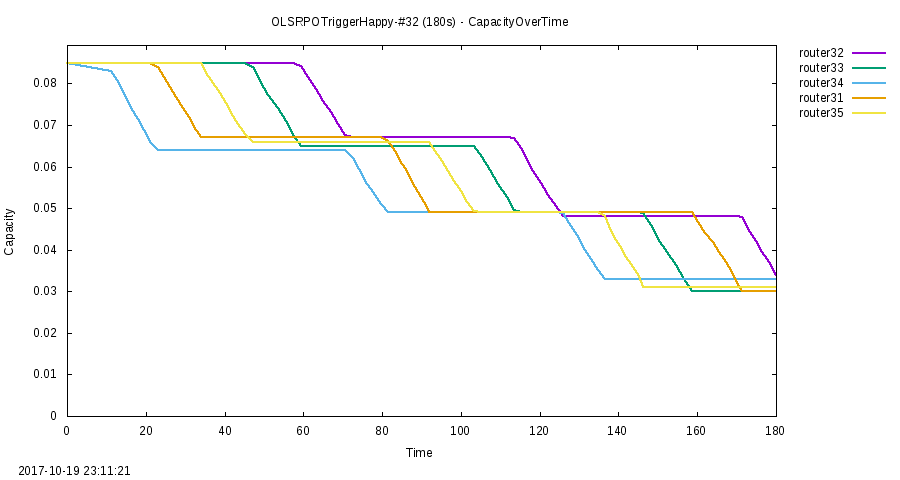 OLSRPOTriggerHappy-#32 (180s) - CapacityOverTime
router32
router33
router34
router31
router35
0.08
0.07
0.06
0.05
0.04
0.03
0.02
0.01
0
Capacity
0 20 40 60 80 100 120 140 160 180
Time
2017-10-19 23:11:21